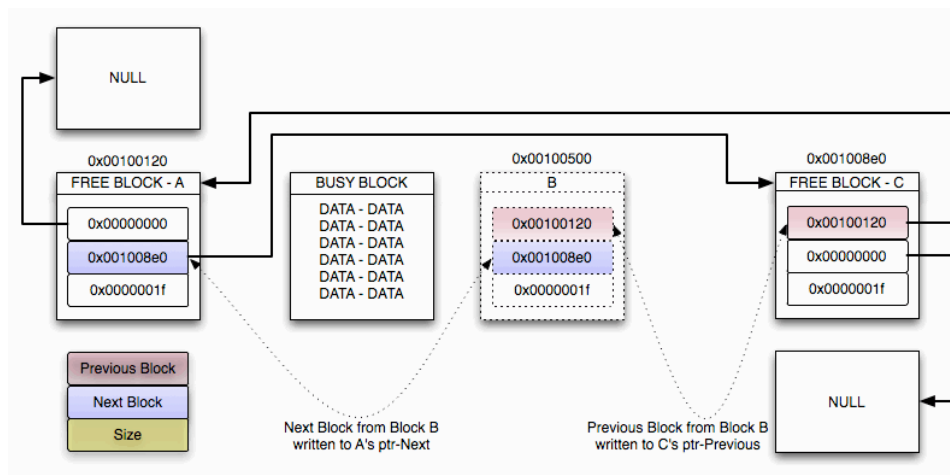 NULL
0x00100120
FREE BLOCK - A
0x00000000
0x001008e0
0x0000001f
BUSY BLOCK
DATA - DATA
DATA - DATA
DATA - DATA
DATA - DATA
DATA - DATA
DATA - DATA
0x00100500
B
0x00100120
0x001008e0
0x0000001f
0x001008e0
FREE BLOCK - C
0x00100120
0x00000000
0x0000001f
Previous Block
Next Block
Size
Next Block from Block B
written to A's ptr-Next
Previous Block from Block B
written to C's ptr-Previous
NULL